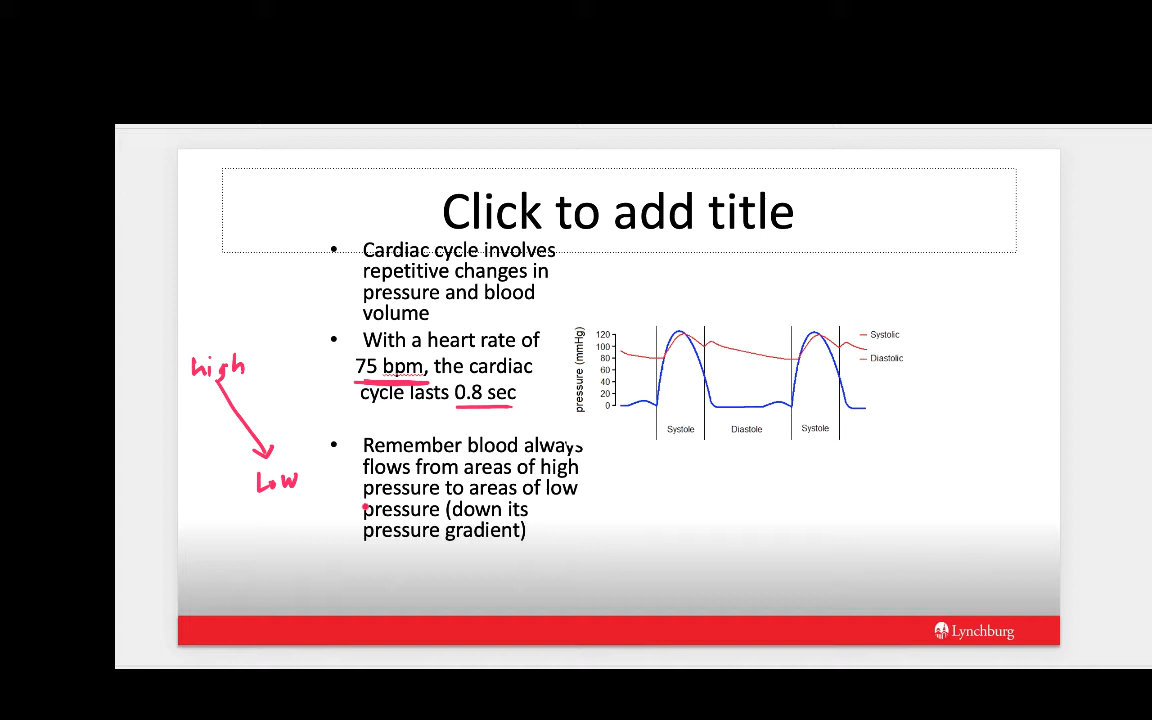 Click to add title
• Cardiac cycle involves
repetitive changes in
pressure and blood
volume
• With a heart rate of
75 bpm, the cardiac
cycle lasts 0.8 sec
• Remember blood always
flows from areas of high
pressure to areas of low
pressure (down its
pressure gradient)
high
Low
pressure (mmHg)
120
100
80
60
40
20
0
Systole
Diastole
Systole
Systolic
Diastolic
Lynchburg